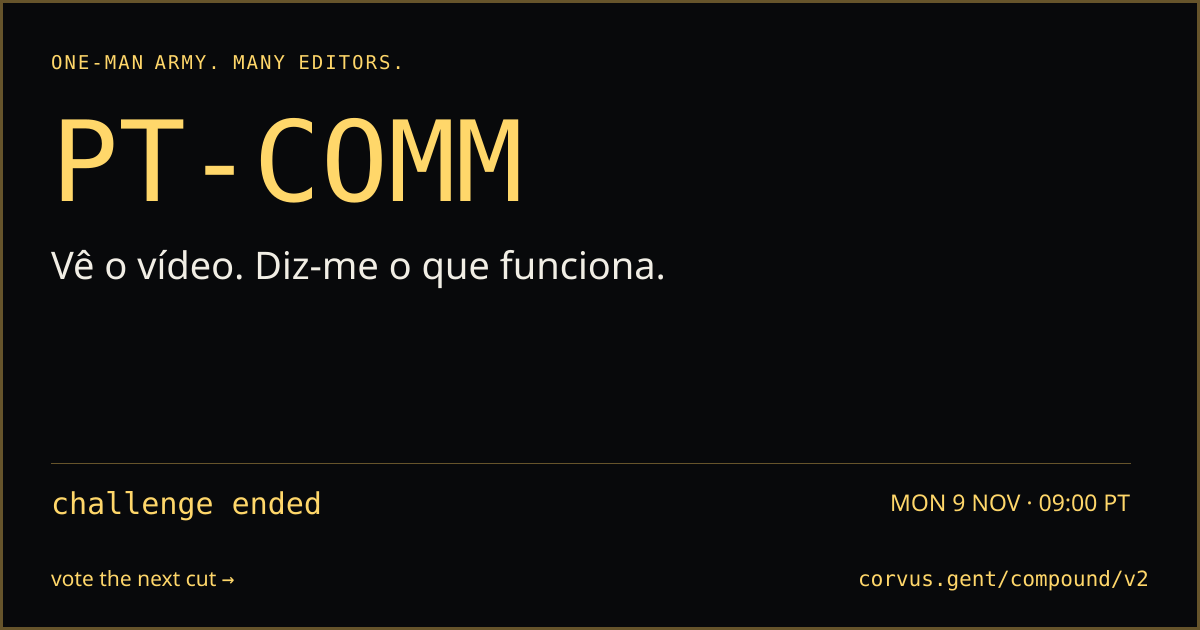 ONE-MAN ARMY. MANY EDITORS.
PT-COMM
Vê o vídeo. Diz-me o que funciona.
challenge ended
MON 9 NOV · 09:00 PT
vote the next cut →
corvus.gent/compound/v2